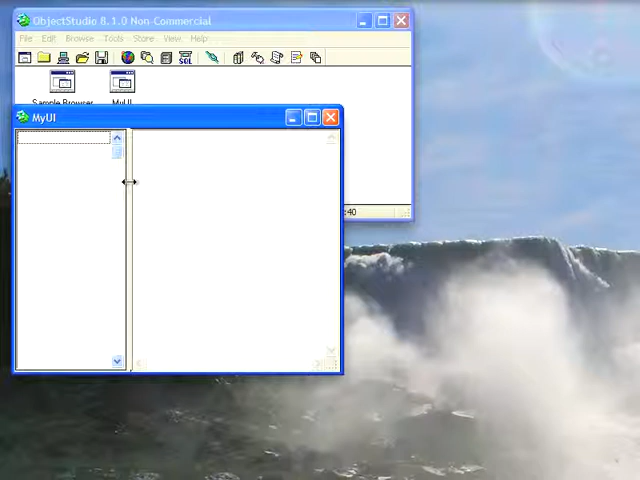 ObjectStudio 8.1.0 Non-Commercial
File Edit Browse Tools Store View Help
SQL
Sample Browser MyUI
MyUI
:40